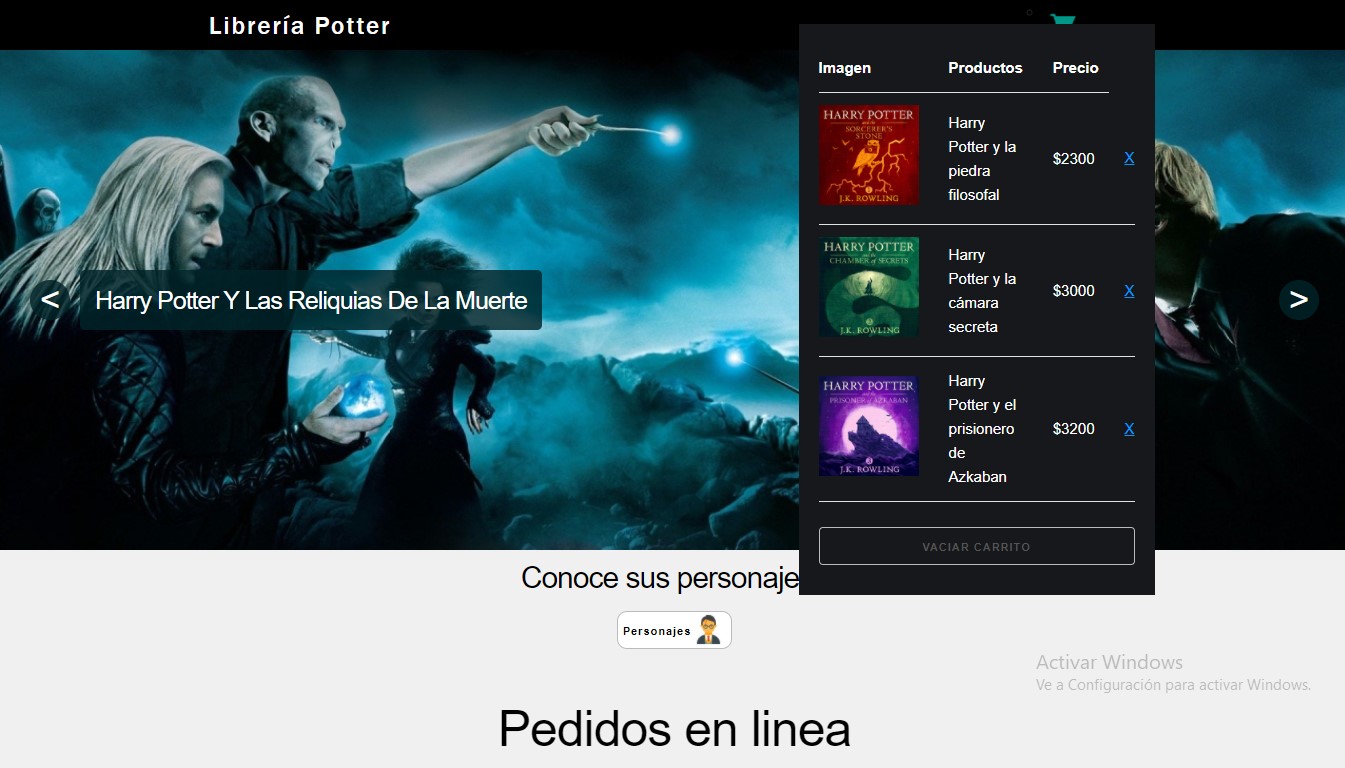 Librería Potter
Imagen Productos Precio
HARRY POTTER
and the
SORCERER'S
STONE
J.K. ROWLING
Harry
Potter y la
piedra
filosofal
$2300
X
HARRY POTTER
and the
CHAMBER of SECRETS
J.K. ROWLING
Harry
Potter y la
cámara
secreta
$3000
X
HARRY POTTER
and the
PRISONER of AZKABAN
J.K. ROWLING
Harry
Potter y el
prisionero
de
Azkaban
$3200
X
VACIAR CARRITO
<
Harry Potter Y Las Reliquias De La Muerte
>
Conoce sus personaje
Personajes
Activar Windows
Ve a Configuración para activar Windows.
Pedidos en linea